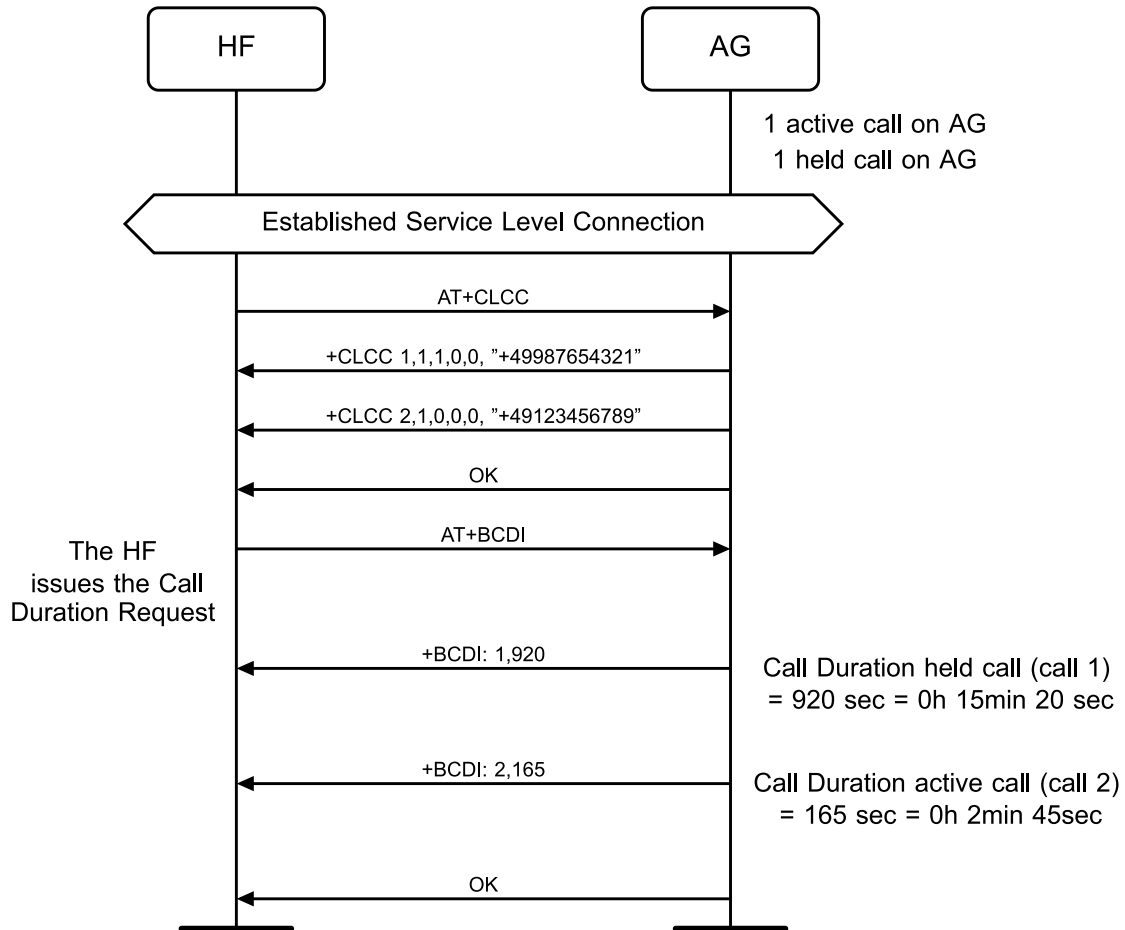 HF
AG
1 active call on AG
1 held call on AG
Established Service Level Connection
AT+CLCC
+CLCC 1,1,1,0,0, ”+49987654321”
+CLCC 2,1,0,0,0, ”+49123456789”
OK
AT+BCDI
The HF
issues the Call
Duration Request
+BCDI: 1,920
Call Duration held call (call 1)
= 920 sec = 0h 15min 20 sec
+BCDI: 2,165
Call Duration active call (call 2)
= 165 sec = 0h 2min 45sec
OK